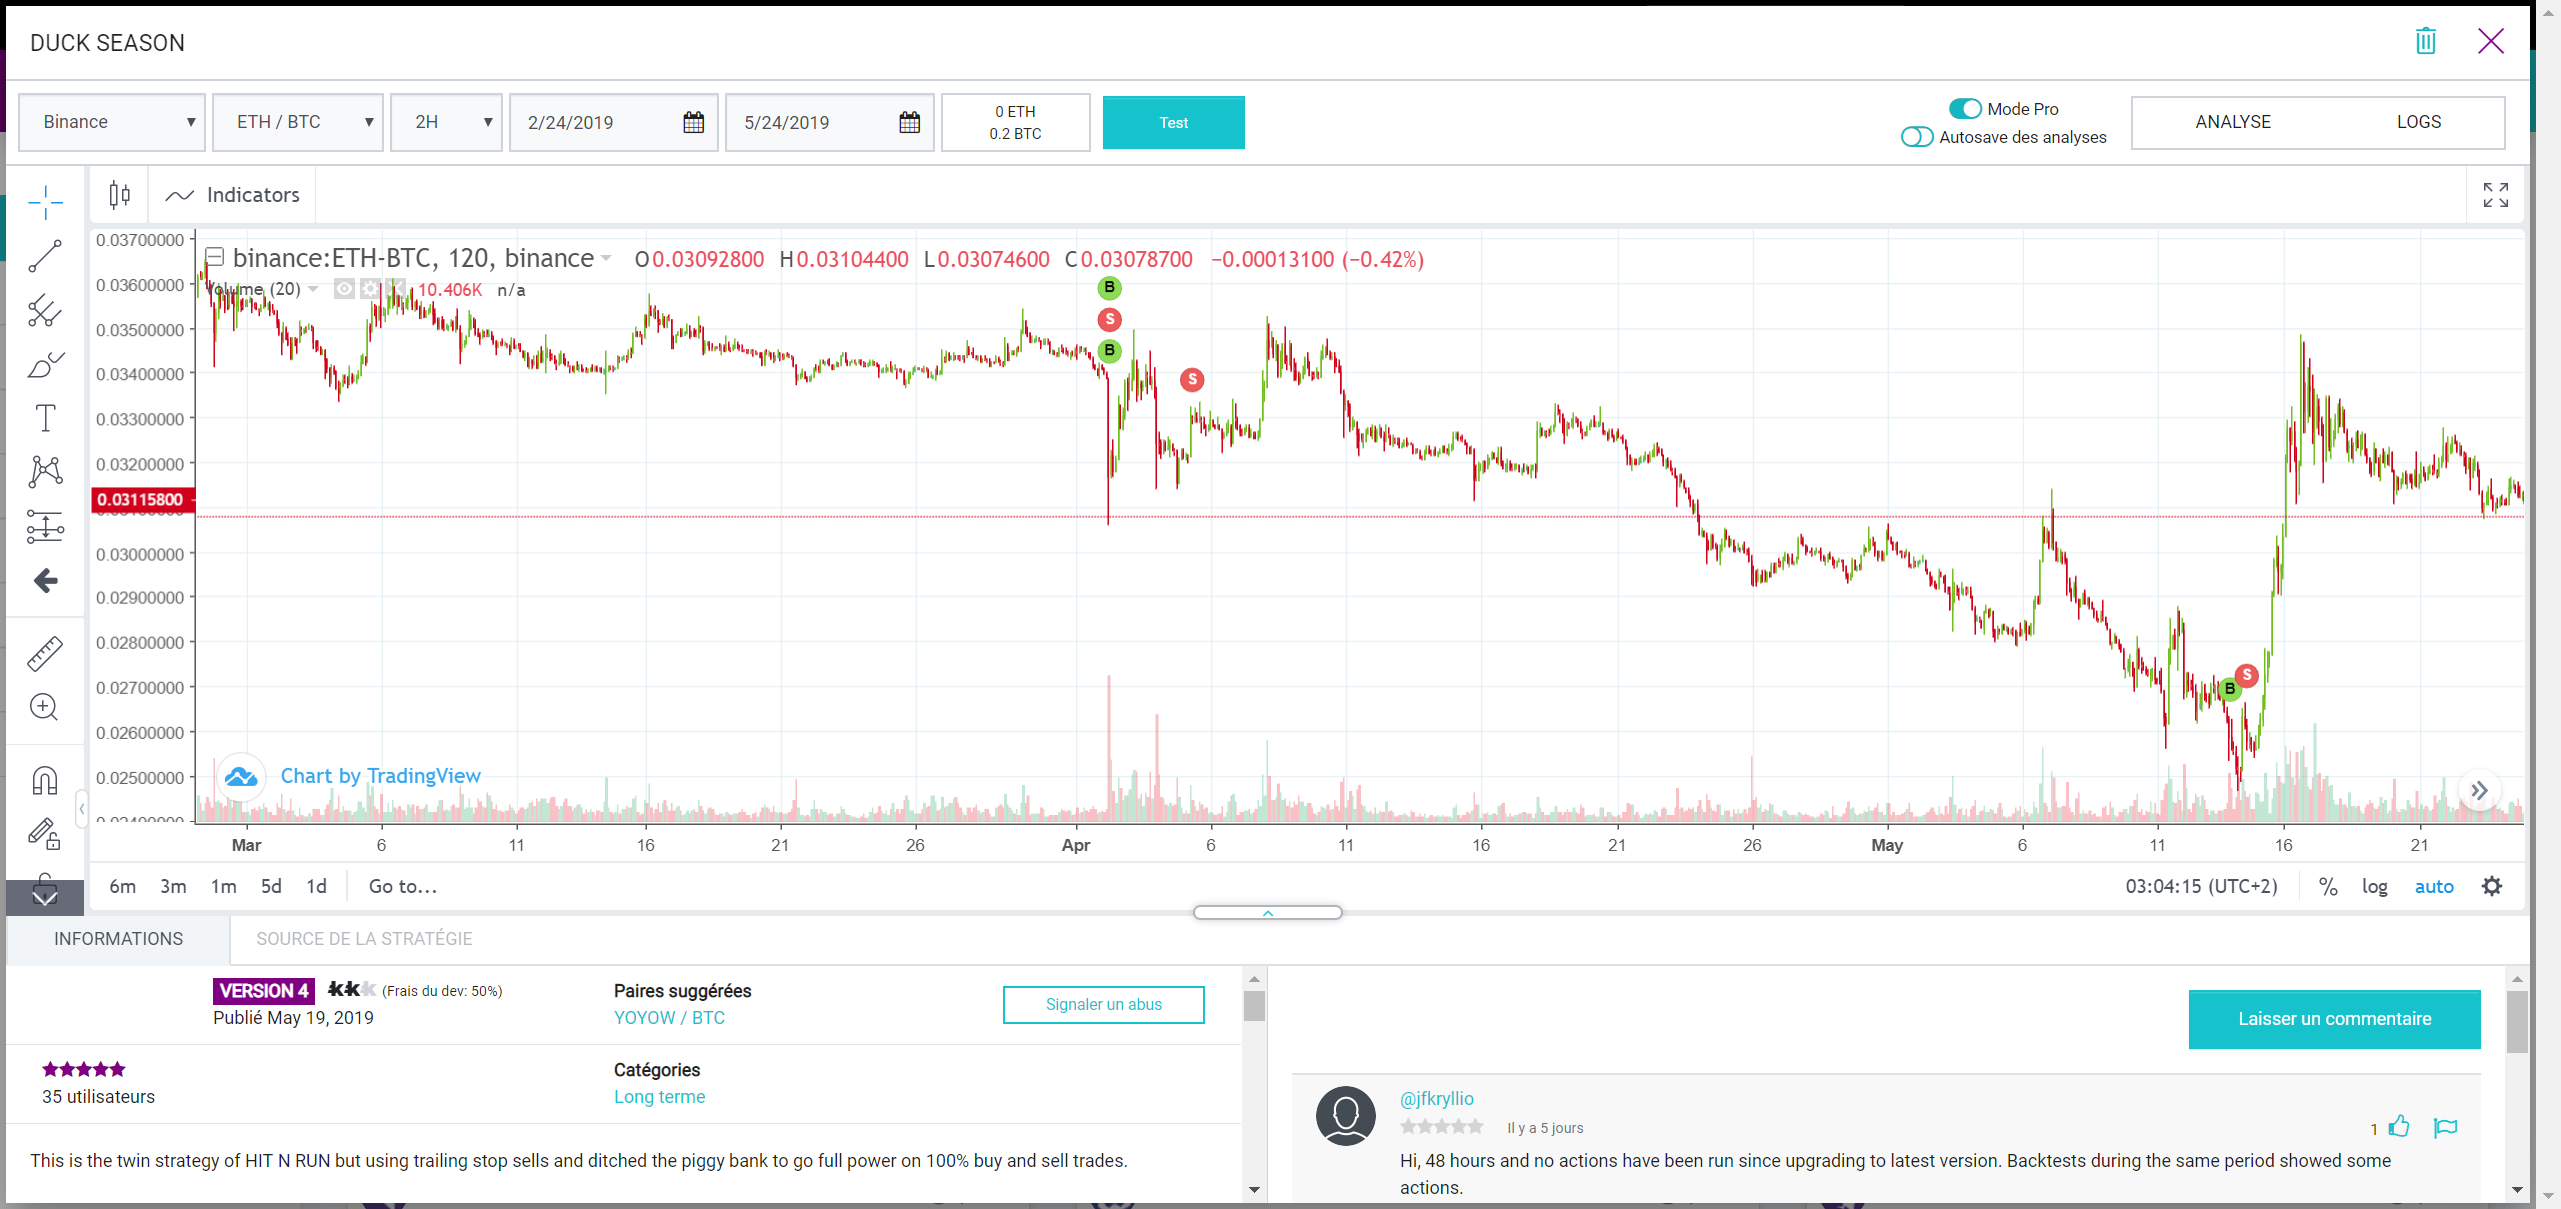 DUCK SEASON
Binance ETH / BTC 2H 2/24/2019 5/24/2019
0 ETH
0.2 BTC
Test
Mode Pro
Autosave des analyses
ANALYSE LOGS
Indicators
binance:ETH-BTC, 120, binance O0.03092800 H0.03104400 L0.03074600 C0.03078700 −0.00013100 (−0.42%)
Volume (20) 10.406K n/a
0.03700000
0.03600000
0.03500000
0.03400000
0.03300000
0.03200000
0.03115800
0.03000000
0.02900000
0.02800000
0.02700000
0.02600000
0.02500000
0.02400000
B
S
B
S
B
S
Chart by TradingView
Mar 6 11 16 21 26 Apr 6 11 16 21 26 May 6 11 16 21
6m 3m 1m 5d 1d Go to... 03:04:15 (UTC+2) % log auto
INFORMATIONS SOURCE DE LA STRATÉGIE
VERSION 4 (Frais du dev: 50%)
Publié May 19, 2019
Paires suggérées
YOYOW / BTC
Signaler un abus
35 utilisateurs
Catégories
Long terme
This is the twin strategy of HIT N RUN but using trailing stop sells and ditched the piggy bank to go full power on 100% buy and sell trades.
Laisser un commentaire
@jfkryllio
Il y a 5 jours
1
Hi, 48 hours and no actions have been run since upgrading to latest version. Backtests during the same period showed some
actions.